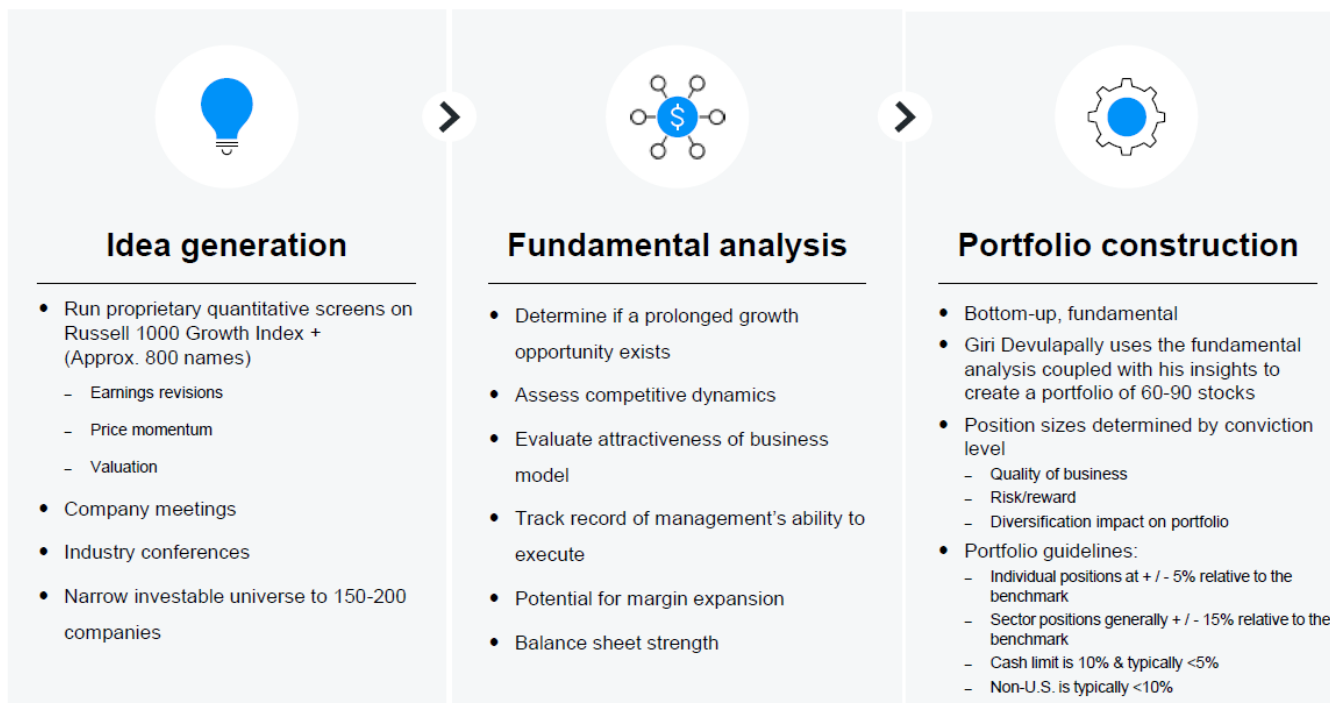 $
Idea generation
• Run proprietary quantitative screens on
Russell 1000 Growth Index +
(Approx. 800 names)
– Earnings revisions
– Price momentum
– Valuation
• Company meetings
• Industry conferences
• Narrow investable universe to 150-200
companies
Fundamental analysis
• Determine if a prolonged growth
opportunity exists
• Assess competitive dynamics
• Evaluate attractiveness of business
model
• Track record of management’s ability to
execute
• Potential for margin expansion
• Balance sheet strength
Portfolio construction
• Bottom-up, fundamental
• Giri Devulapally uses the fundamental
analysis coupled with his insights to
create a portfolio of 60-90 stocks
• Position sizes determined by conviction
level
– Quality of business
– Risk/reward
– Diversification impact on portfolio
• Portfolio guidelines:
– Individual positions at + / - 5% relative to the
benchmark
– Sector positions generally + / - 15% relative to the
benchmark
– Cash limit is 10% & typically <5%
– Non-U.S. is typically <10%